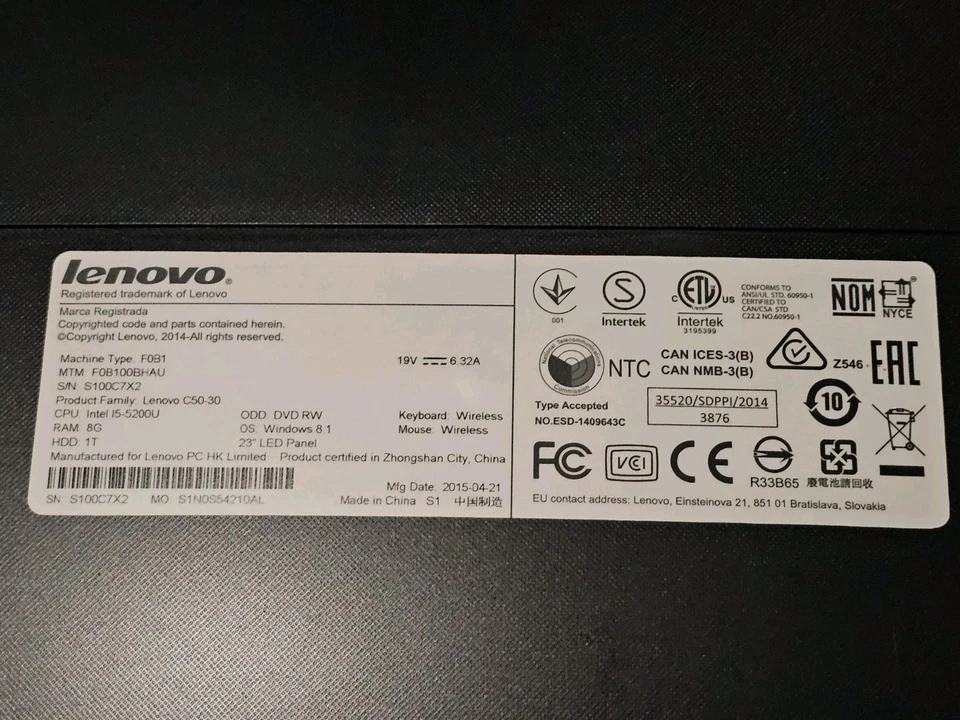 lenovo®
Registered trademark of Lenovo
Marca Registrada
Copyrighted code and parts contained herein.
©Copyright Lenovo, 2014-All rights reserved.
Machine Type: F0B1
19V 6.32A
MTM: F0B100BHAU
S/N: S100C7X2
Product Family: Lenovo C50-30
CPU: Intel I5-5200U ODD: DVD RW Keyboard: Wireless
RAM: 8G OS: Windows 8.1 Mouse: Wireless
HDD: 1T 23" LED Panel
Manufactured for Lenovo PC HK Limited Product certified in Zhongshan City, China
Mfg Date: 2015-04-21
SN: S100C7X2 MO: S1N0S54210AL Made in China S1 中国制造
001
S
Intertek
C ETL US
Intertek
3195399
CONFORMS TO
ANSI/UL STD. 60950-1
CERTIFIED TO
CAN/CSA STD
C22.2 NO.60950-1
NOM
NYCE
National Telecommunications
Commission
NTC
CAN ICES-3(B)
CAN NMB-3(B)
Z546
EAC
Type Accepted
NO.ESD-1409643C
35520/SDPPI/2014
3876
10
FC
VCI
CE
R33B65
廢電池請回收
EU contact address: Lenovo, Einsteinova 21, 851 01 Bratislava, Slovakia